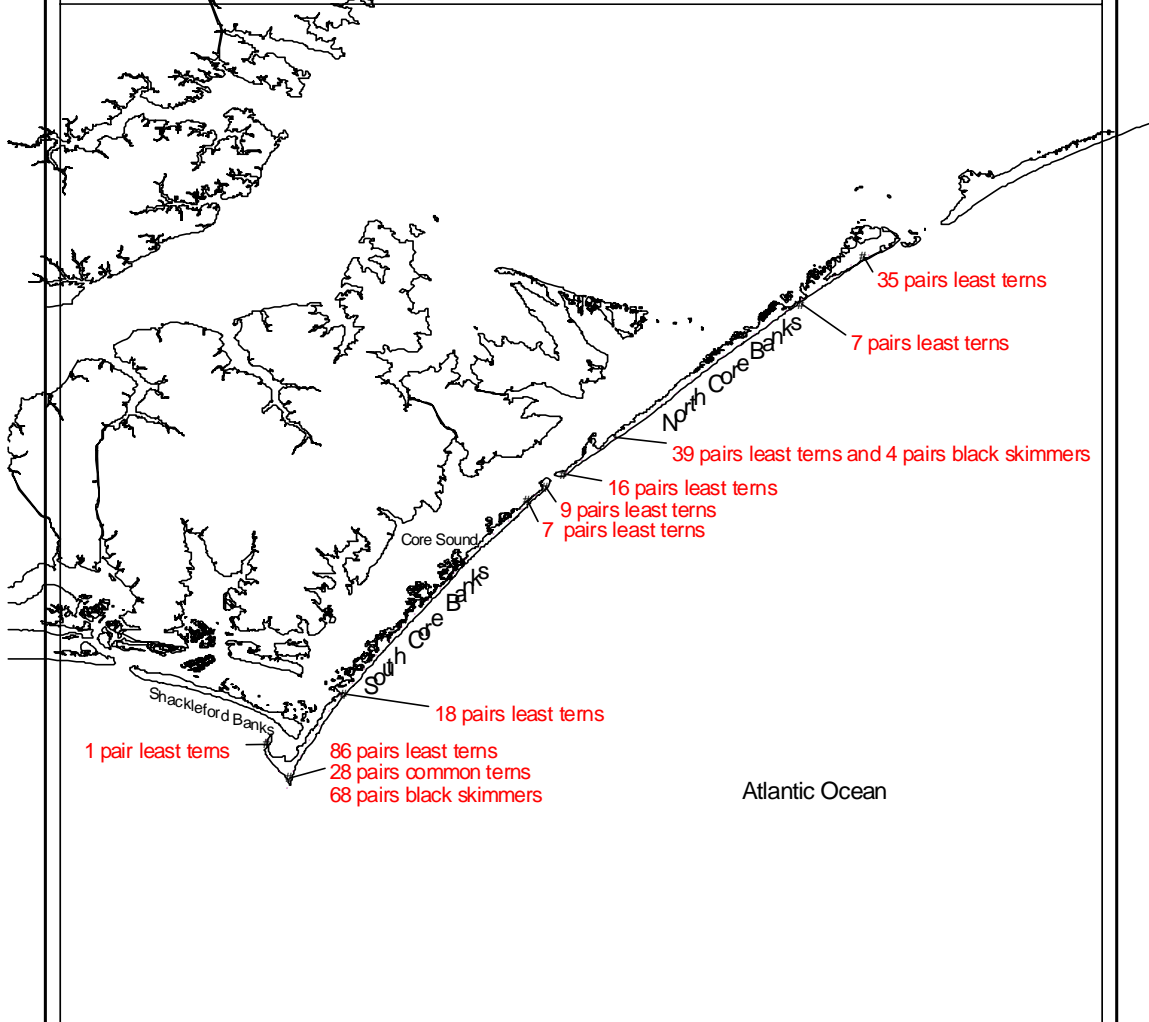 35 pairs least terns
7 pairs least terns
North Core Banks
39 pairs least terns and 4 pairs black skimmers
16 pairs least terns
9 pairs least terns
7 pairs least terns
Core Sound
South Core Banks
Shackleford Banks
18 pairs least terns
1 pair least terns
86 pairs least terns
28 pairs common terns
68 pairs black skimmers
Atlantic Ocean